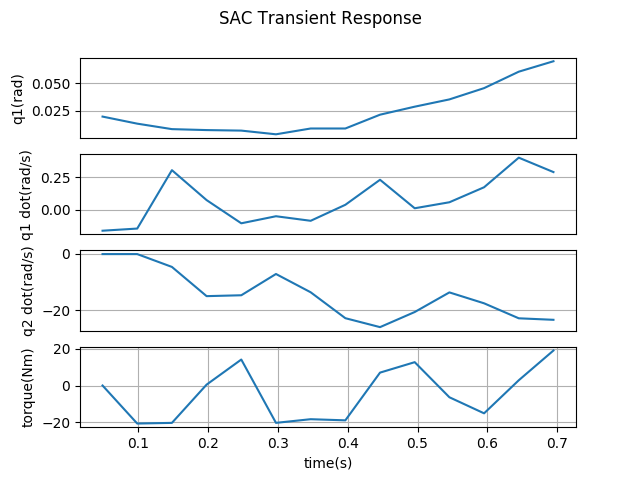 SAC Transient Response
q1(rad)
0.050
0.025
q1 dot(rad/s)
0.25
0.00
q2 dot(rad/s)
0
−20
torque(Nm)
20
0
−20
0.1 0.2 0.3 0.4 0.5 0.6 0.7
time(s)